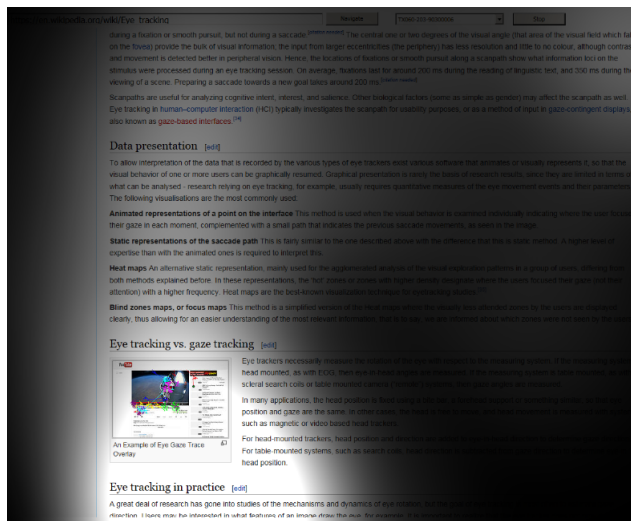 wikipedia.org/wiki/Eye_tracking Navigate Stop
during a fixation or smooth pursuit, but not during a saccade.[citation needed] The central one or two degrees of the visual angle (that area of the visual field which fal
on the fovea) provide the bulk of visual information; the input from larger eccentricities (the periphery) has less resolution and little to no colour, although contras
and movement is detected better in peripheral vision. Hence, the locations of fixations or smooth pursuit along a scanpath show what information loci on the
stimulus were processed during an eye tracking session. On average, fixations last for around 200 ms during the reading of linguistic text, and 350 ms during th
viewing of a scene. Preparing a saccade towards a new goal takes around 200 ms.[citation needed]
Scanpaths are useful for analyzing cognitive intent, interest, and salience. Other biological factors (some as simple as gender) may affect the scanpath as well.
Eye tracking in human–computer interaction (HCI) typically investigates the scanpath for usability purposes, or as a method of input in gaze-contingent displays,
also known as gaze-based interfaces.
Data presentation [edit]
To allow interpretation of the data that is recorded by the various types of eye trackers exist various software that animates or visually represents it, so that the
visual behavior of one or more users can be graphically resumed. Graphical presentation is rarely the basis of research results, since they are limited in terms of
what can be analysed - research relying on eye tracking, for example, usually requires quantitative measures of the eye movement events and their parameters.
The following visualisations are the most commonly used:
Animated representations of a point on the interface This method is used when the visual behavior is examined individually indicating where the user
their gaze in each moment, complemented with a small path that indicates the previous saccade movements, as seen in the image.
Static representations of the saccade path This is fairly similar to the one described above with the difference that this is static method. A higher level of
expertise than with the animated ones is required to interpret this.
Heat maps An alternative static representation, mainly used for the agglomerated analysis of the visual exploration patterns in a group of users, differing from
both methods explained before. In these representations, the 'hot' zones or zones with higher density designate where the users focused their gaze (not their
attention) with a higher frequency. Heat maps are the best-known visualization technique for eyetracking studies.
Blind zones maps, or focus maps This method is a simplified version of the Heat maps where the visually less attended zones by the users are displayed
clearly, thus allowing for an easier understanding of the most relevant information, that is to say, we are informed about which zones were not seen by the users.
Eye tracking vs. gaze tracking [edit]
Eye trackers necessarily measure the rotation of the eye with respect to the measuring system. If the measuring system
head mounted, as with EOG, then eye-in-head angles are measured. If the measuring system is table mounted, as
scleral search coils or table mounted camera ("remote") systems, then gaze angles are measured.
In many applications, the head position is fixed using a bite bar,
position and gaze are the same. In other cases,
such as magnetic or video based head trackers.
For head-mounted trackers, head position and direction
For table-mounted systems, such as search coils,
head position.
An Example of Eye Gaze Trace
Overlay
Eye tracking in practice [edit]
A great deal of research has gone into studies of the mechanisms and dynamics of eye rotation,
direction. Users may be interested in what features of an image draw the eye, for example.